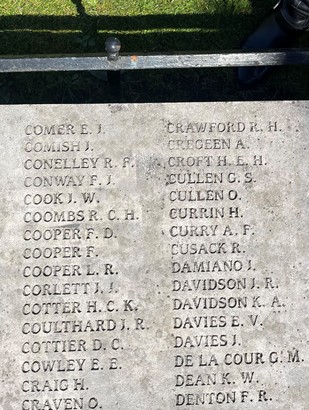 COMER E. J.
COMISH J.
CONELLEY R. F.
CONWAY F. J.
COOK J. W.
COOMBS R. C. H.
COOPER F. D.
COOPER F.
COOPER L. R.
CORLETT J. J.
COTTER H. C. K.
COULTHARD J. R.
COTTIER D. C.
COWLEY E. E.
CRAIG H.
CRAVEN O.
CRAWFORD R. H.
CREGEEN A.
CROFT H. E. H.
CULLEN G. S.
CULLEN O.
CURRIN H.
CURRY A. F.
CUSACK R.
DAMIANO J.
DAVIDSON J. R.
DAVIDSON K. A.
DAVIES E. V.
DAVIES J.
DE LA COUR G. M.
DEAN K. W.
DENTON F. R.